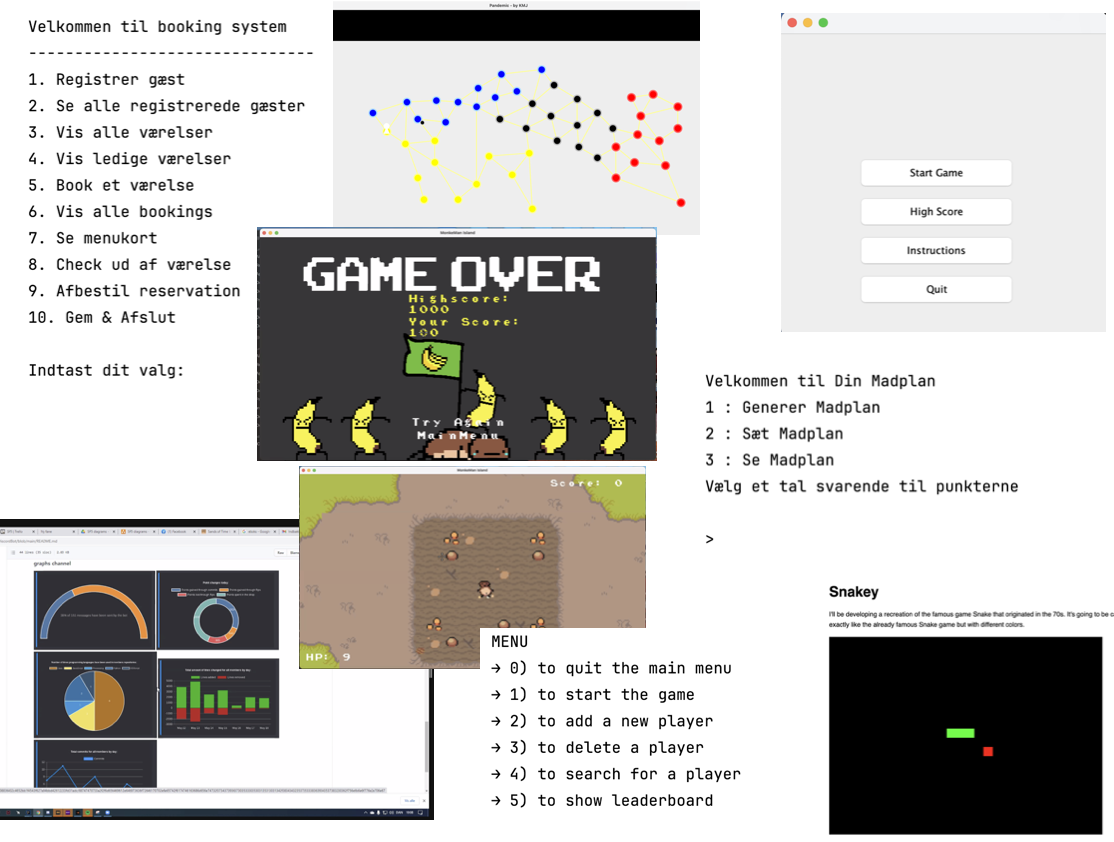 Velkommen til booking system
-------------------------------
1. Registrer gæst
2. Se alle registrerede gæster
3. Vis alle værelser
4. Vis ledige værelser
5. Book et værelse
6. Vis alle bookings
7. Se menukort
8. Check ud af værelse
9. Afbestil reservation
10. Gem & Afslut
Indtast dit valg:
Pandemic - by KMJ
Start Game
High Score
Instructions
Quit
GAME OVER
Highscore:
1000
Your Score:
100
Try Again
MainMenu
Velkommen til Din Madplan
1 : Generer Madplan
2 : Sæt Madplan
3 : Se Madplan
Vælg et tal svarende til punkterne
>
Score: 0
HP: 9
graphs channel
MENU
→ 0) to quit the main menu
→ 1) to start the game
→ 2) to add a new player
→ 3) to delete a player
→ 4) to search for a player
→ 5) to show leaderboard
Snakey
I'll be developing a recreation of the famous game Snake that originated in the 70s. It's going to be
exactly like the already famous Snake game but with different colors.